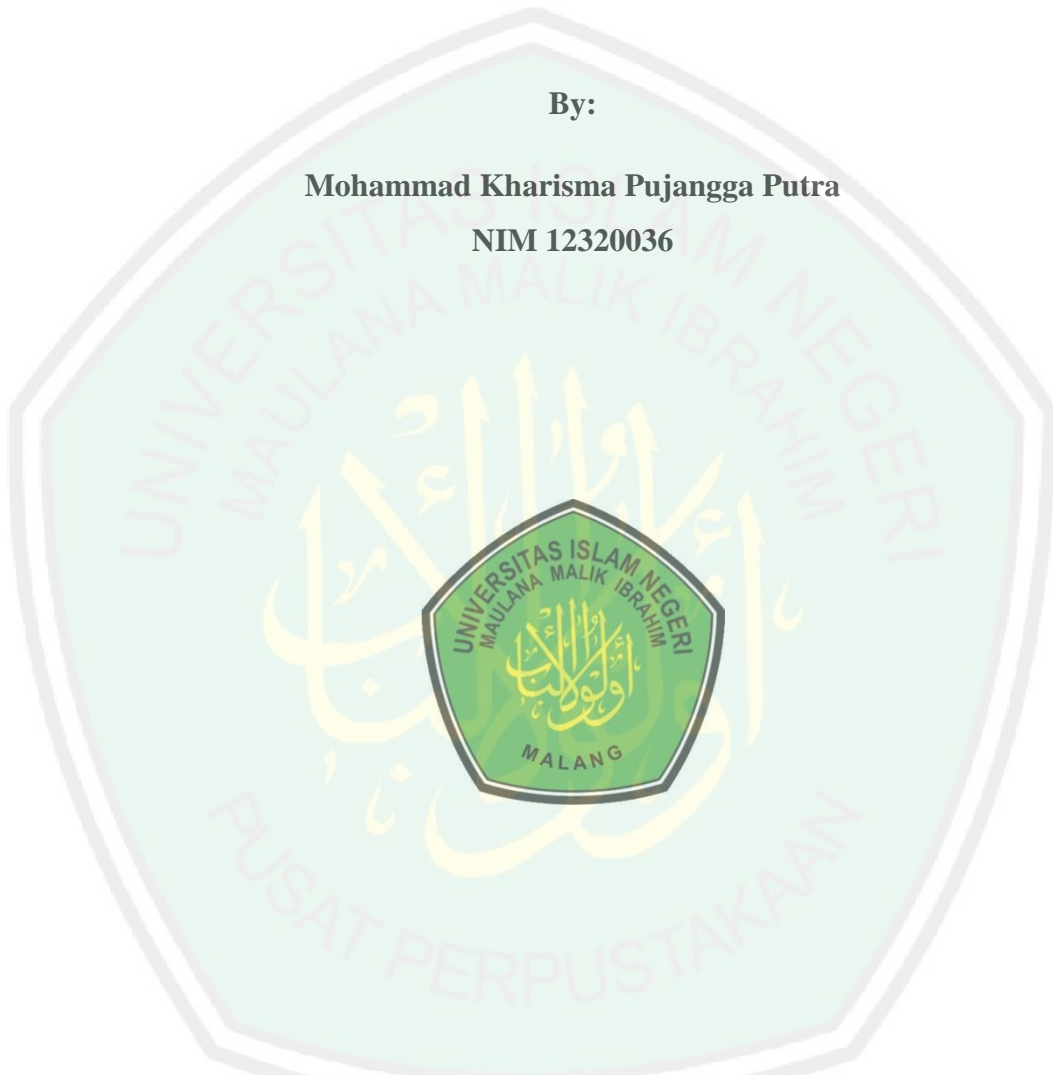 By:
Mohammad Kharisma Pujangga Putra
NIM 12320036
UNIVERSITAS ISLAM NEGERI
MAULANA MALIK IBRAHIM
UNIVERSITAS ISLAM NEGERI
MAULANA MALIK IBRAHIM
MALANG
PUSAT PERPUSTAKAAN